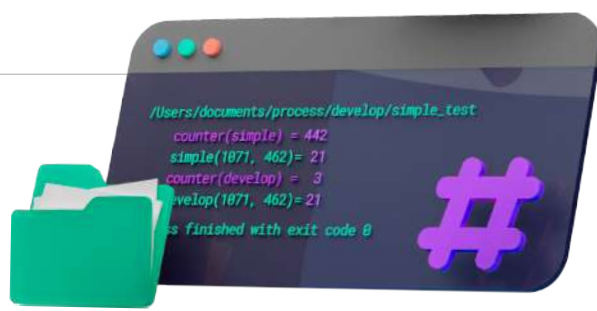 /Users/documents/process/develop/simple_test
counter(simple) = 442
simple(1071, 462)= 21
counter(develop) = 3
evelop(1071, 462)= 21
ss finished with exit code 0
#